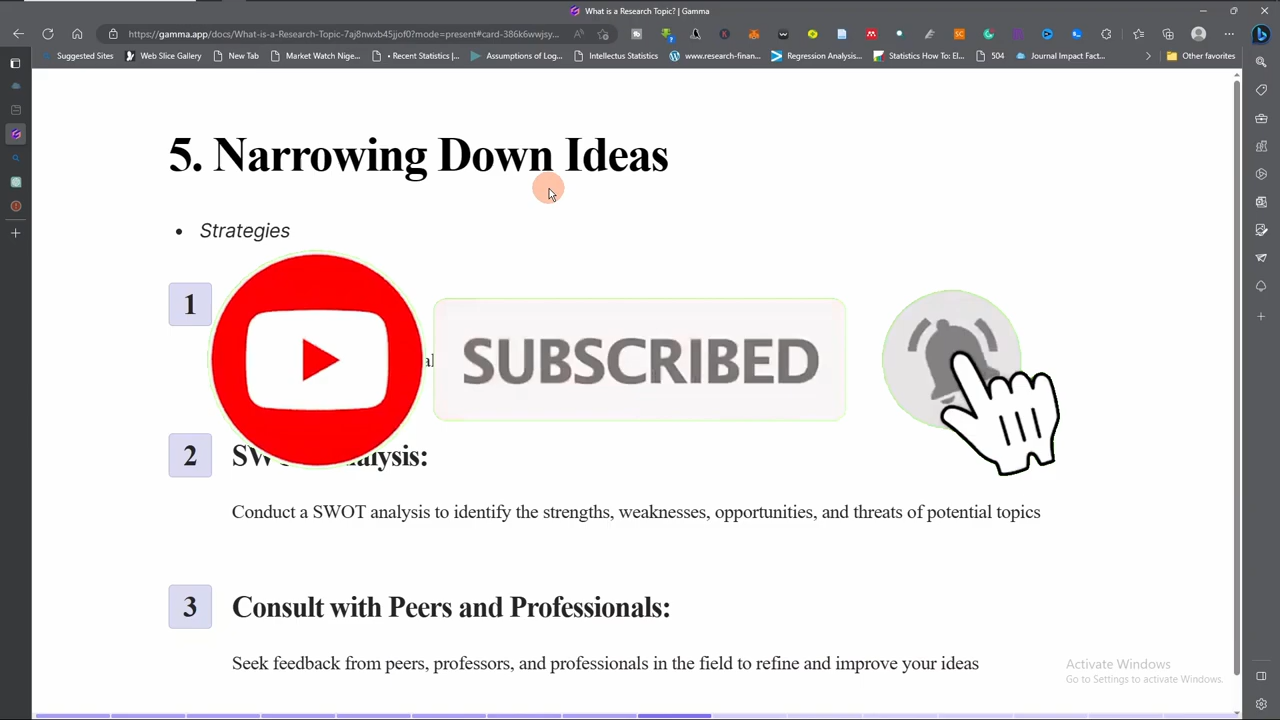 What is a Research Topic? | Gamma
https://gamma.app/docs/What-is-a-Research-Topic-7aj8nwxb45jjof0?mode=present#card-386k6wwjsy...
Suggested Sites
Web Slice Gallery
New Tab
Market Watch Nige...
• Recent Statistics |...
Assumptions of Log...
Intellectus Statistics
www.research-finan...
Regression Analysis...
Statistics How To: El...
504
Journal Impact Fact...
Other favorites
5. Narrowing Down Ideas
• Strategies
1
SUBSCRIBED
2
Conduct a SWOT analysis to identify the strengths, weaknesses, opportunities, and threats of potential topics
3 Consult with Peers and Professionals:
Seek feedback from peers, professors, and professionals in the field to refine and improve your ideas
Activate Windows
Go to Settings to activate Windows.